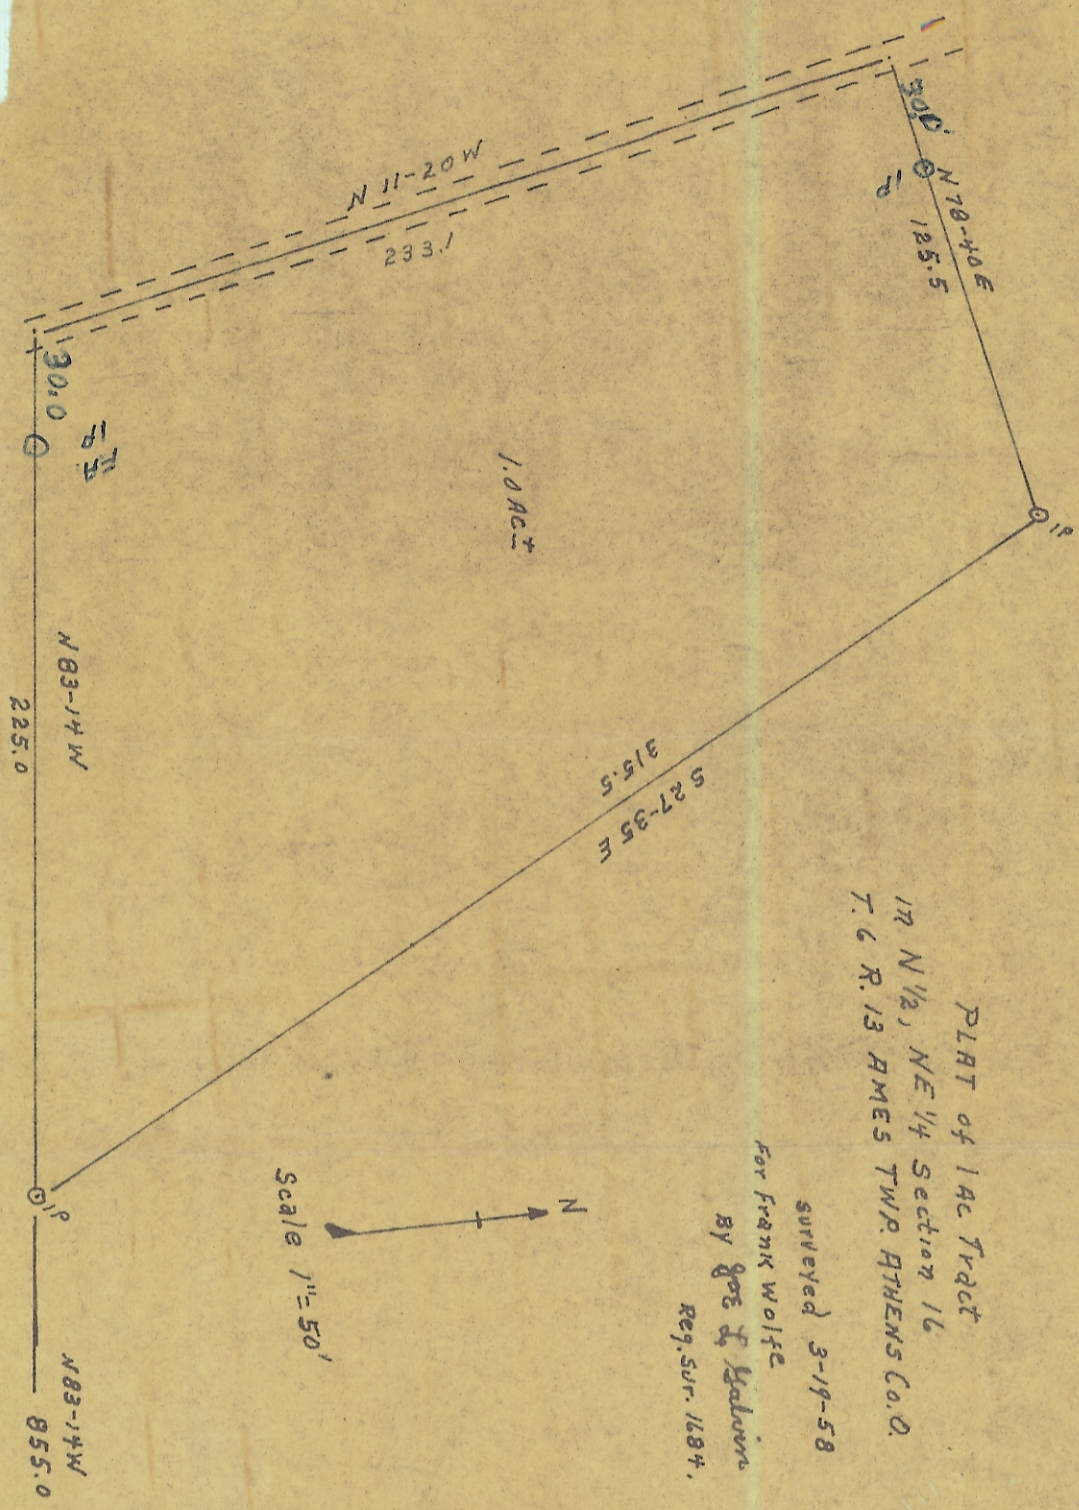 PLAT of 1 AC Tract
in N 1/2, NE 1/4 Section 16
T. 6 R. 13 AMES TWP. ATHENS Co. O.
surveyed 3-19-58
For Frank Wolfe
By Joe L.
Reg. Sur. 1684.
N
Scale 1"=50'
30.0'
IP
N 78-40 E
125.5
IP
N 11-20 W
233.1
1.0 AC ±
315.5
S 27-35 E
30.0
IP
N 83-14 W
225.0
IP
N 83-14 W
855.0